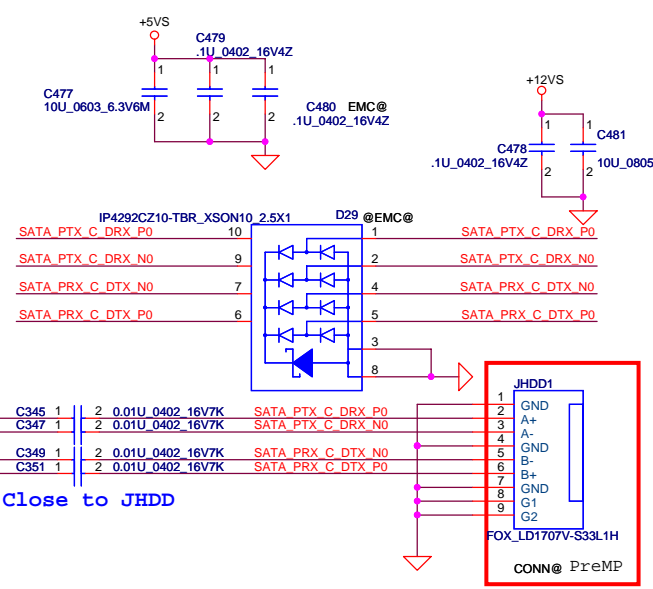 +5VS
C479
.1U_0402_16V4Z
1 1 1
C477
10U_0603_6.3V6M
2 2 2
C480 EMC@
.1U_0402_16V4Z
+12VS
1 1
C481
C478
.1U_0402_16V4Z
10U_0805
2 2
IP4292CZ10-TBR_XSON10_2.5X1
D29 @EMC@
SATA_PTX_C_DRX_P0 10 1 SATA_PTX_C_DRX_P0
SATA_PTX_C_DRX_N0 9 2 SATA_PTX_C_DRX_N0
SATA_PRX_C_DTX_N0 7 4 SATA_PRX_C_DTX_N0
SATA_PRX_C_DTX_P0 6 5 SATA_PRX_C_DTX_P0
3
8
C345 1 2 0.01U_0402_16V7K SATA_PTX_C_DRX_P0
C347 1 2 0.01U_0402_16V7K SATA_PTX_C_DRX_N0
C349 1 2 0.01U_0402_16V7K SATA_PRX_C_DTX_N0
C351 1 2 0.01U_0402_16V7K SATA_PRX_C_DTX_P0
Close to JHDD
JHDD1
1 GND
2 A+
3 A-
4 GND
5 B-
6 B+
7 GND
8 G1
9 G2
FOX_LD1707V-S33L1H
CONN@ PreMP